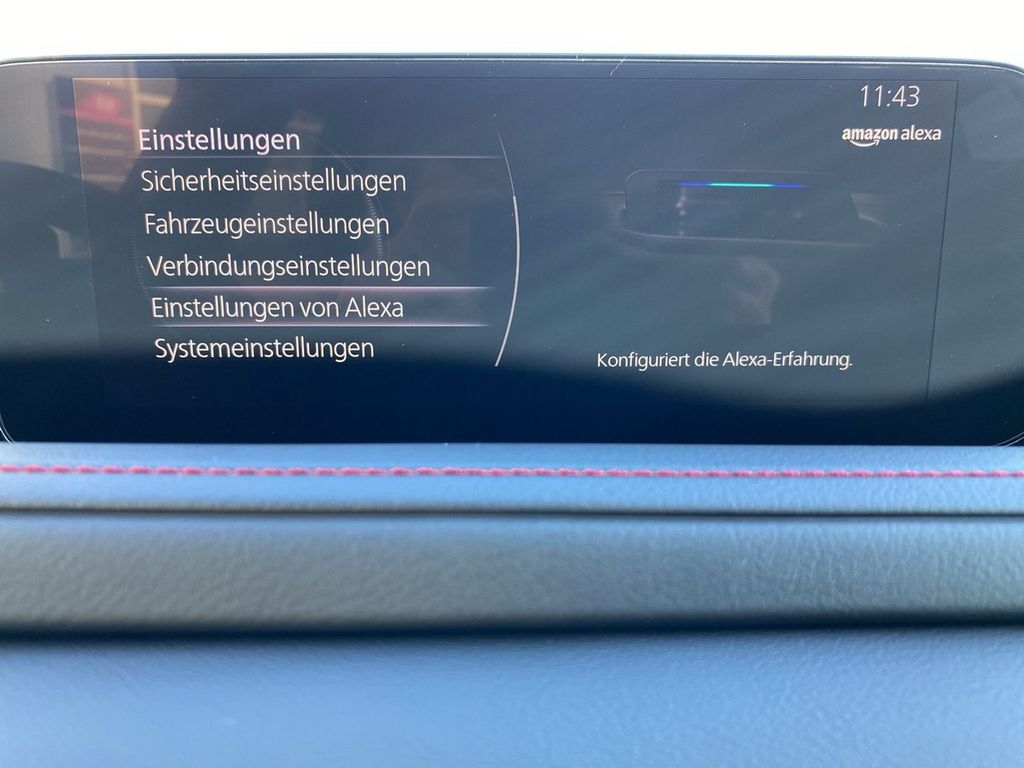 11:43
amazon alexa
Einstellungen
Sicherheitseinstellungen
Fahrzeugeinstellungen
Verbindungseinstellungen
Einstellungen von Alexa
Systemeinstellungen
Konfiguriert die Alexa-Erfahrung.